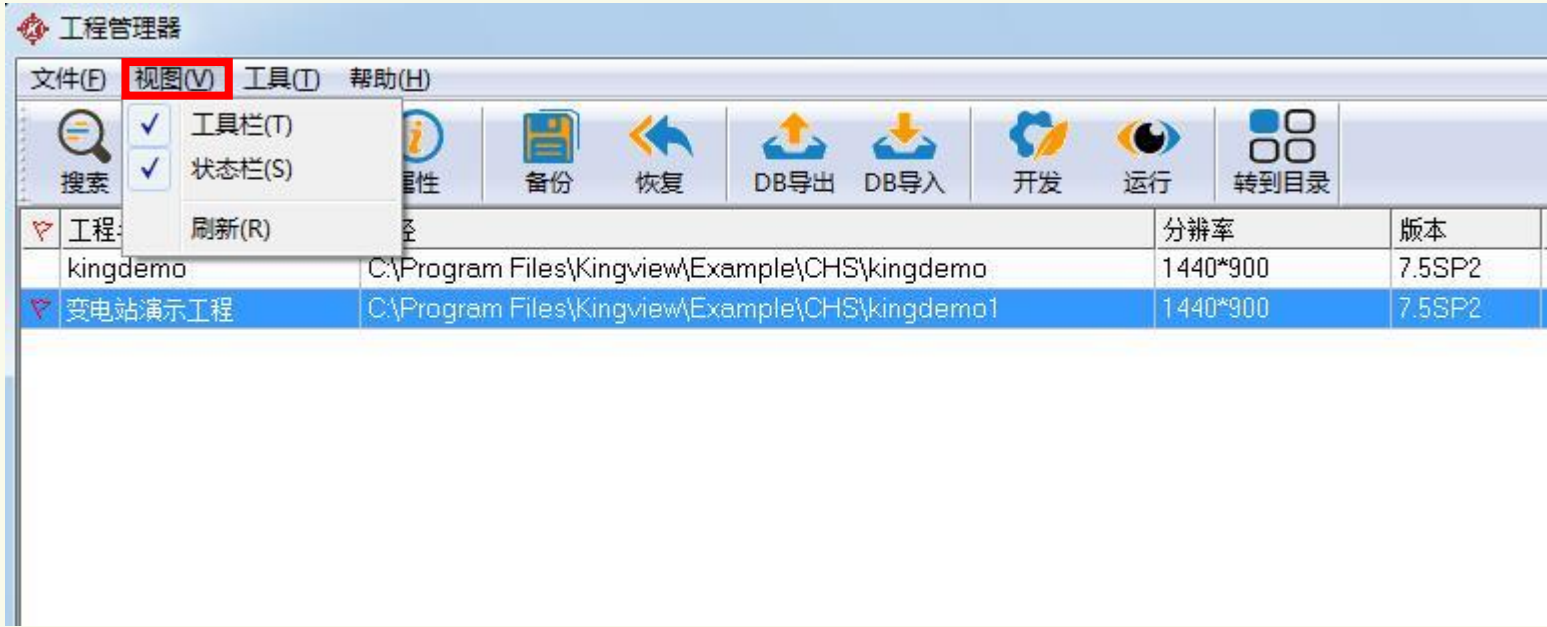 工程管理器
文件(F) 视图(V) 工具(T) 帮助(H)
工具栏(T)
状态栏(S)
刷新(R)
搜索 性 备份 恢复 DB导出 DB导入 开发 运行 转到目录
工程 径 分辨率 版本
kingdemo C:\Program Files\Kingview\Example\CHS\kingdemo 1440*900 7.5SP2
变电站演示工程 C:\Program Files\Kingview\Example\CHS\kingdemo1 1440*900 7.5SP2